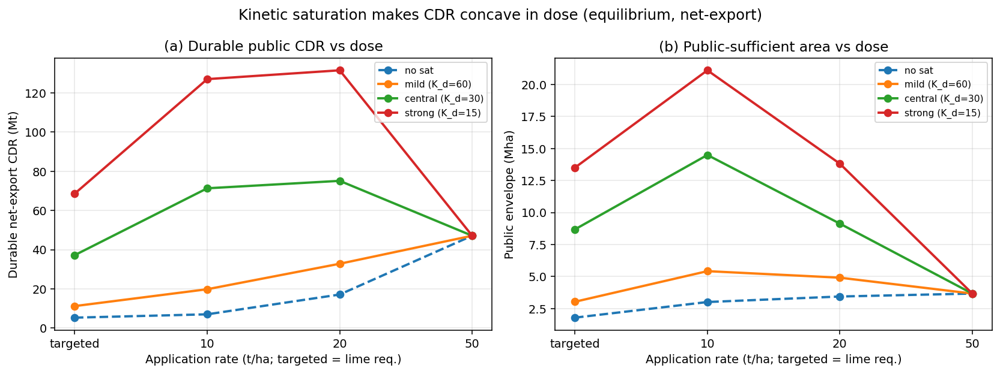 Kinetic saturation makes CDR concave in dose (equilibrium, net-export)
(a) Durable public CDR vs dose
Durable net-export CDR (Mt)
120
100
80
60
40
20
0
targeted
10
20
50
Application rate (t/ha; targeted = lime req.)
no sat
mild (K_d=60)
central (K_d=30)
strong (K_d=15)
(b) Public-sufficient area vs dose
Public envelope (Mha)
20.0
17.5
15.0
12.5
10.0
7.5
5.0
2.5
targeted
10
20
50
Application rate (t/ha; targeted = lime req.)
no sat
mild (K_d=60)
central (K_d=30)
strong (K_d=15)